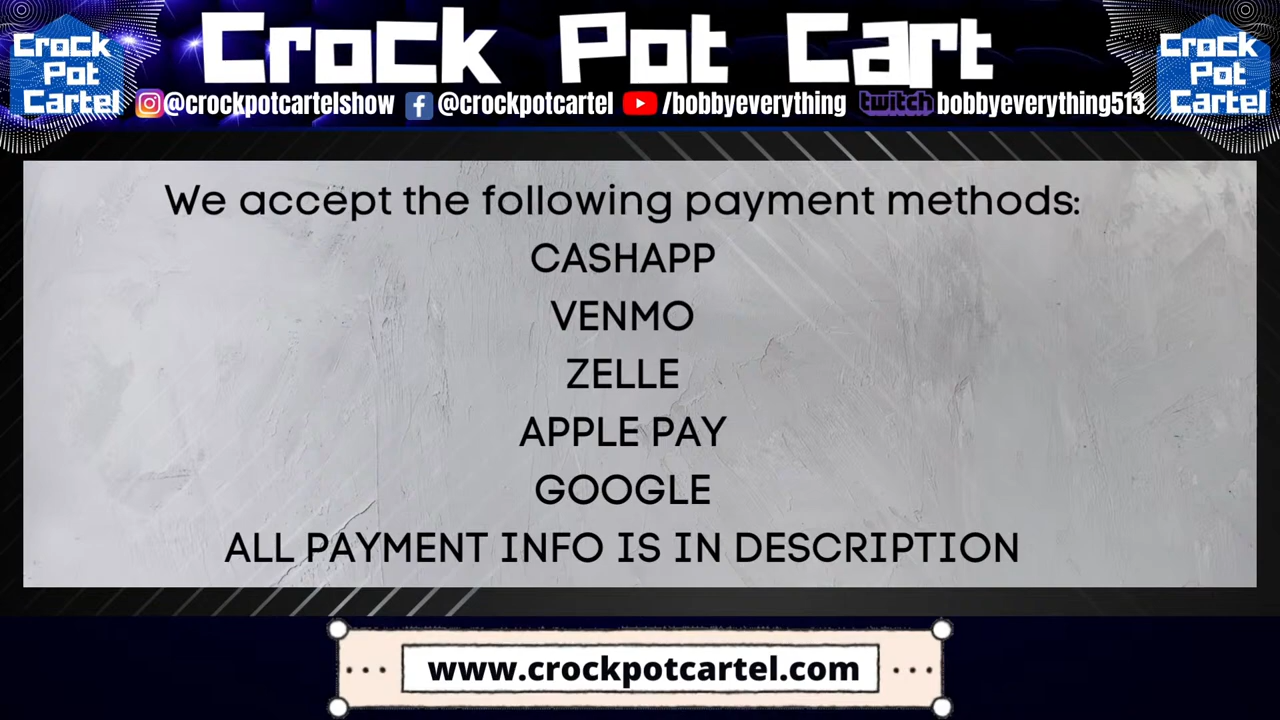 Crock Pot Cart
Crock
Pot
Cartel
@crockpotcartelshow @crockpotcartel /bobbyeverything twitch bobbyeverything513
Crock
Pot
Cartel
We accept the following payment methods:
CASHAPP
VENMO
ZELLE
APPLE PAY
GOOGLE
ALL PAYMENT INFO IS IN DESCRIPTION
www.crockpotcartel.com